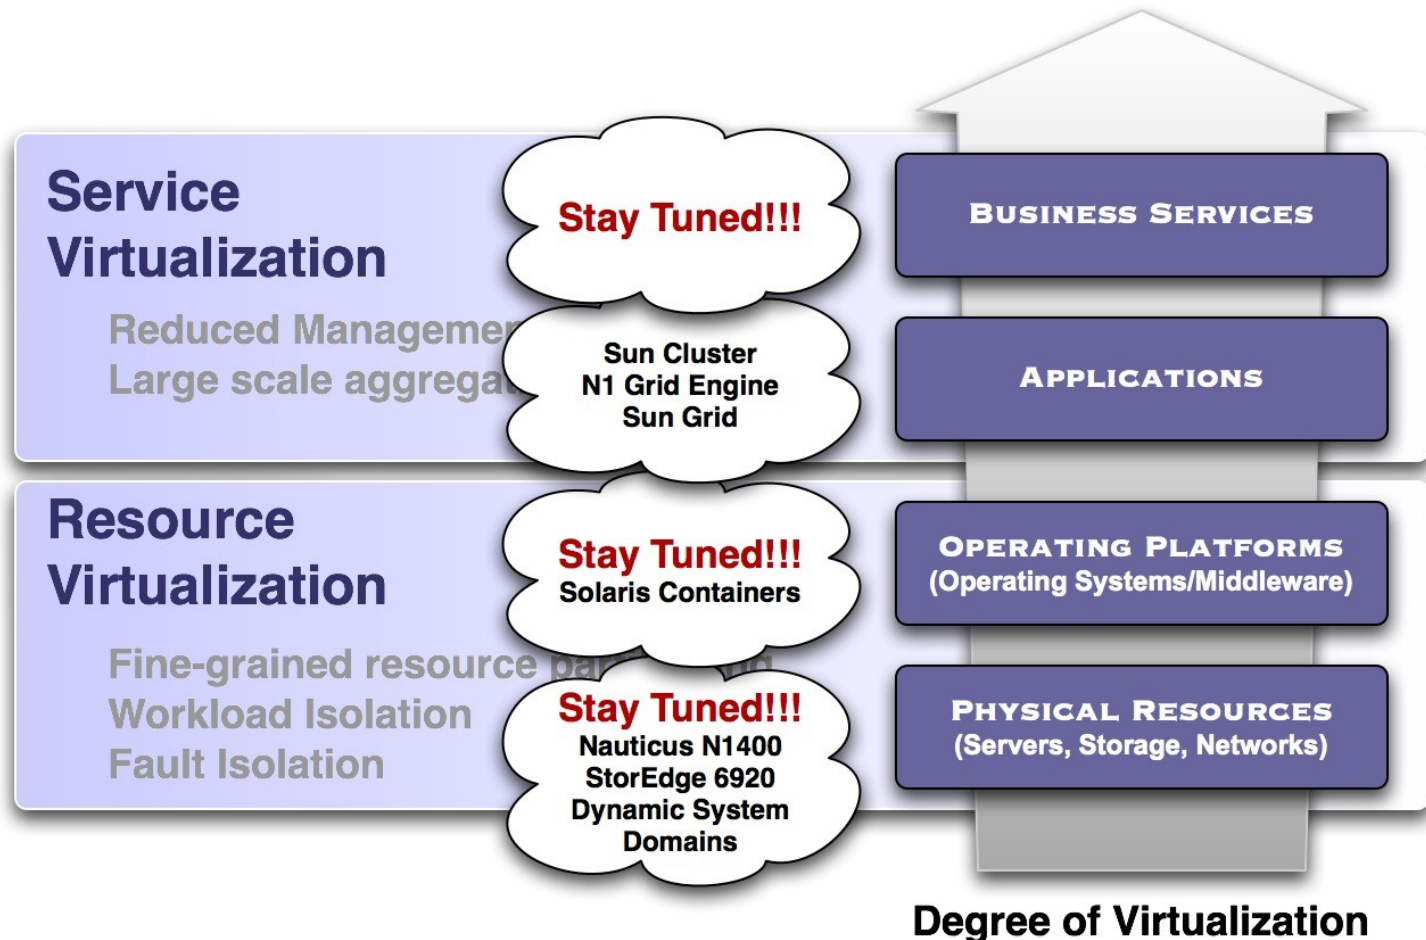 Service
Virtualization
Reduced
Large scale
Stay Tuned!!!
Sun Cluster
N1 Grid Engine
Sun Grid
BUSINESS SERVICES
APPLICATIONS
Resource
Virtualization
Fine-grained resource
Workload Isolation
Fault Isolation
Stay Tuned!!!
Solaris Containers
Stay Tuned!!!
Nauticus N1400
StorEdge 6920
Dynamic System
Domains
OPERATING PLATFORMS
(Operating Systems/Middleware)
PHYSICAL RESOURCES
(Servers, Storage, Networks)
Degree of Virtualization